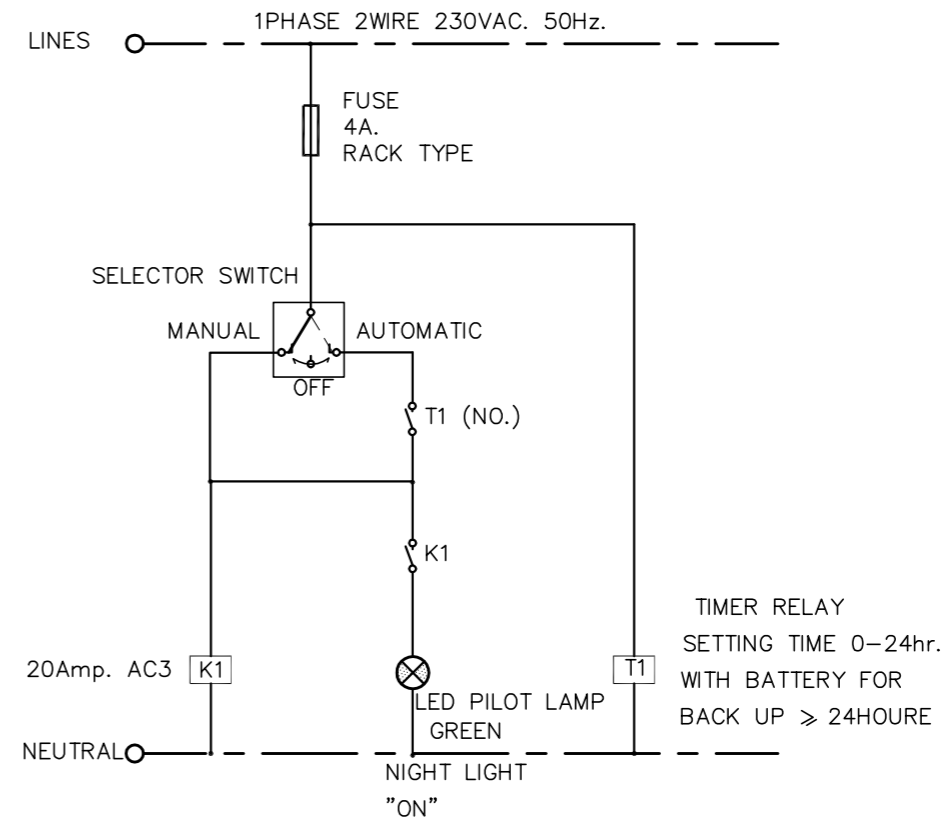 1PHASE 2WIRE 230VAC. 50Hz.
LINES
FUSE
4A.
RACK TYPE
SELECTOR SWITCH
MANUAL
AUTOMATIC
OFF
T1 (NO.)
K1
TIMER RELAY
SETTING TIME 0-24hr.
WITH BATTERY FOR
BACK UP ⩾ 24HOURE
20Amp. AC3
K1
T1
LED PILOT LAMP
GREEN
NEUTRAL
NIGHT LIGHT
"ON"